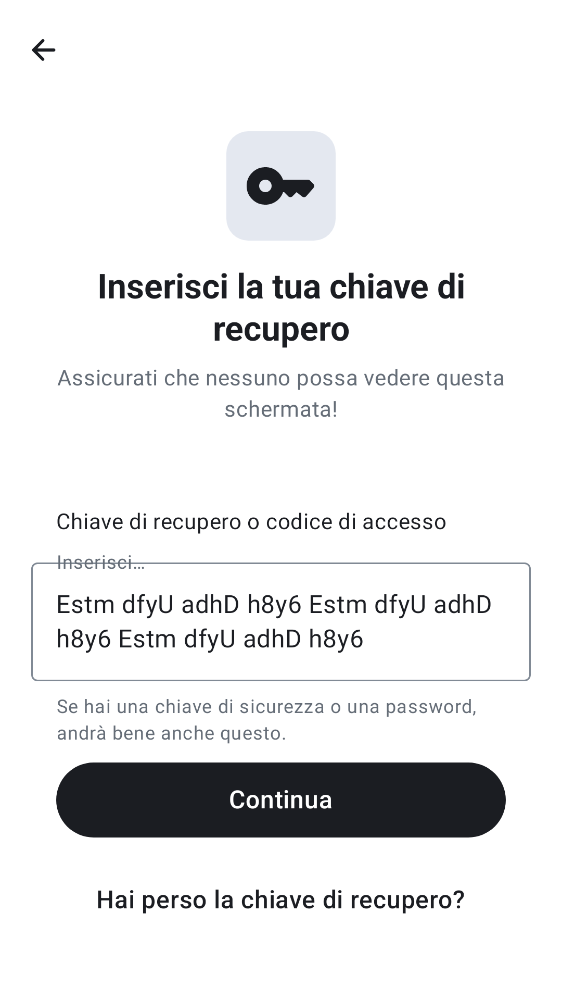 Inserisci la tua chiave di
recupero
Assicurati che nessuno possa vedere questa
schermata!
Chiave di recupero o codice di accesso
Inserisci…
Estm dfyU adhD h8y6 Estm dfyU adhD
h8y6 Estm dfyU adhD h8y6
Se hai una chiave di sicurezza o una password,
andrà bene anche questo.
Continua
Hai perso la chiave di recupero?